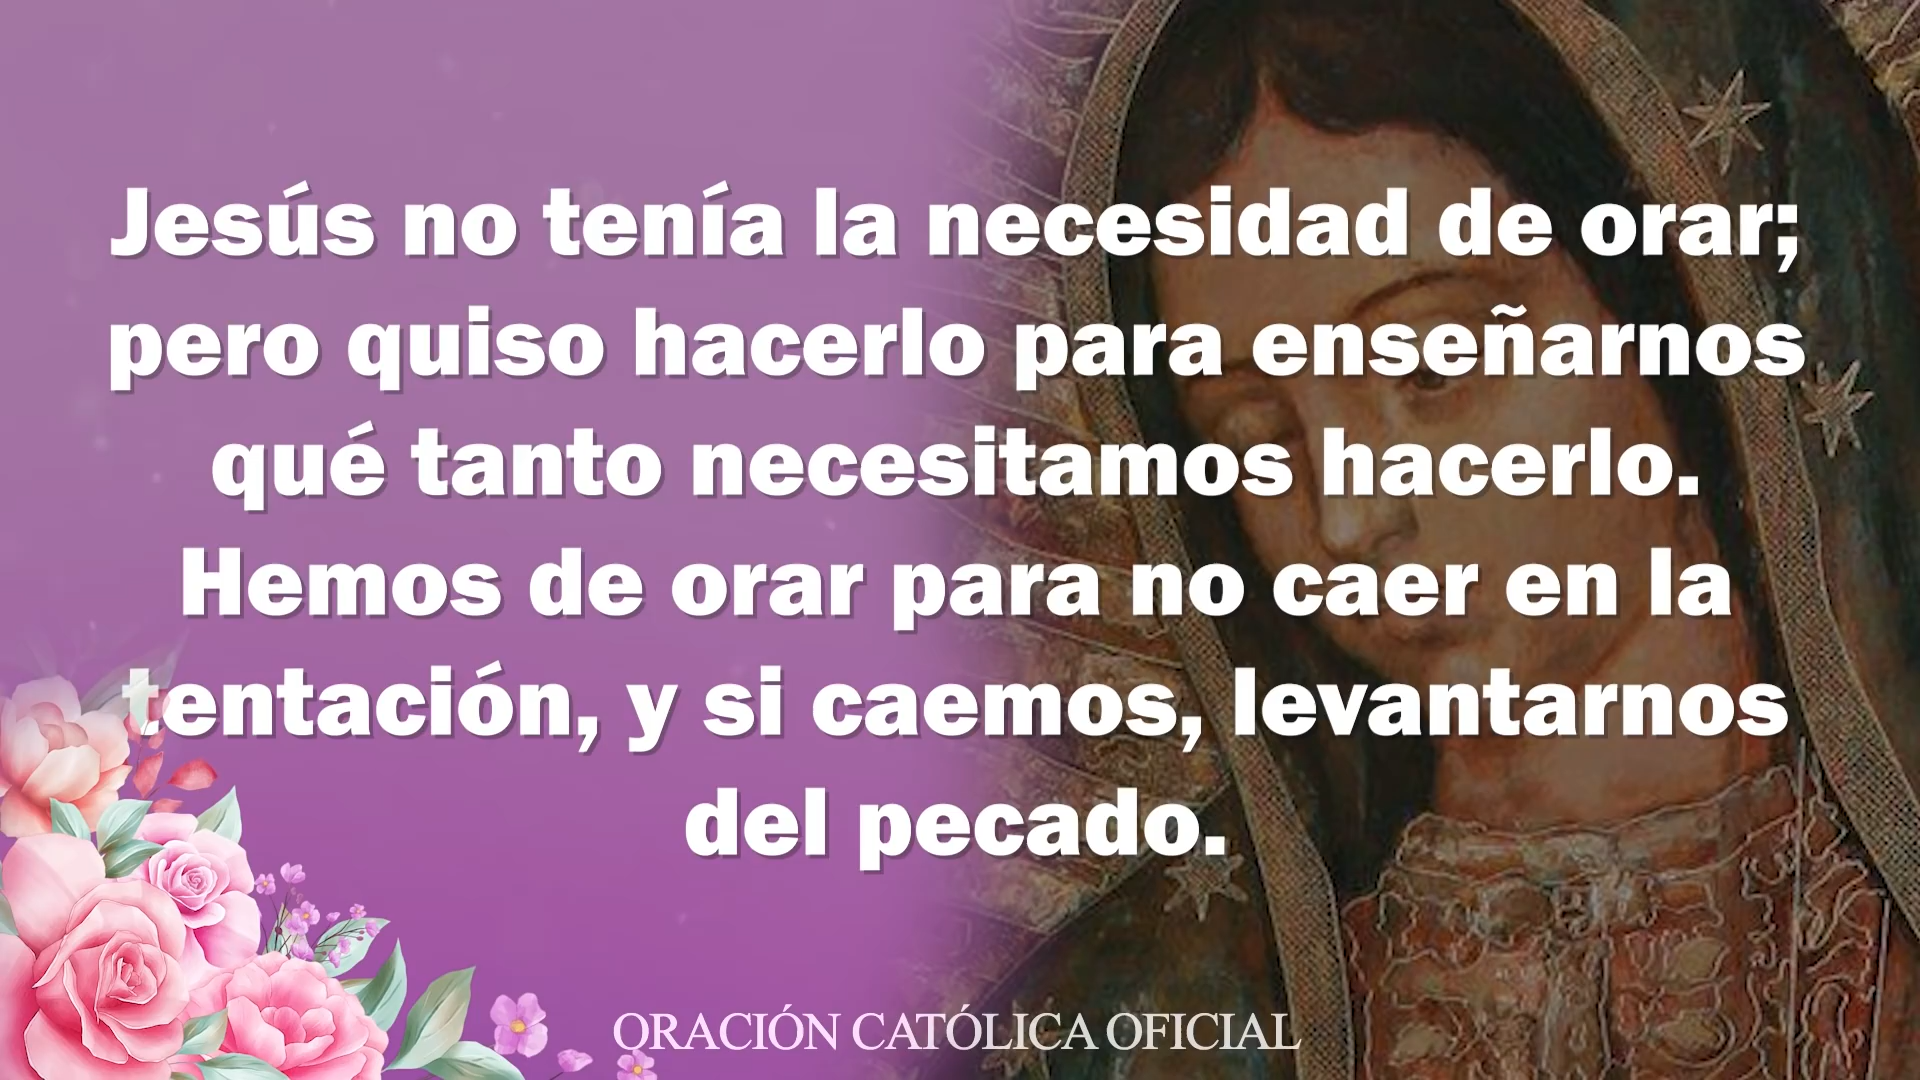 Jesús no tenía la necesidad de orar;
pero quiso hacerlo para enseñarnos
qué tanto necesitamos hacerlo.
Hemos de orar para no caer en la
tentación, y si caemos, levantarnos
del pecado.
ORACIÓN CATÓLICA OFICIAL